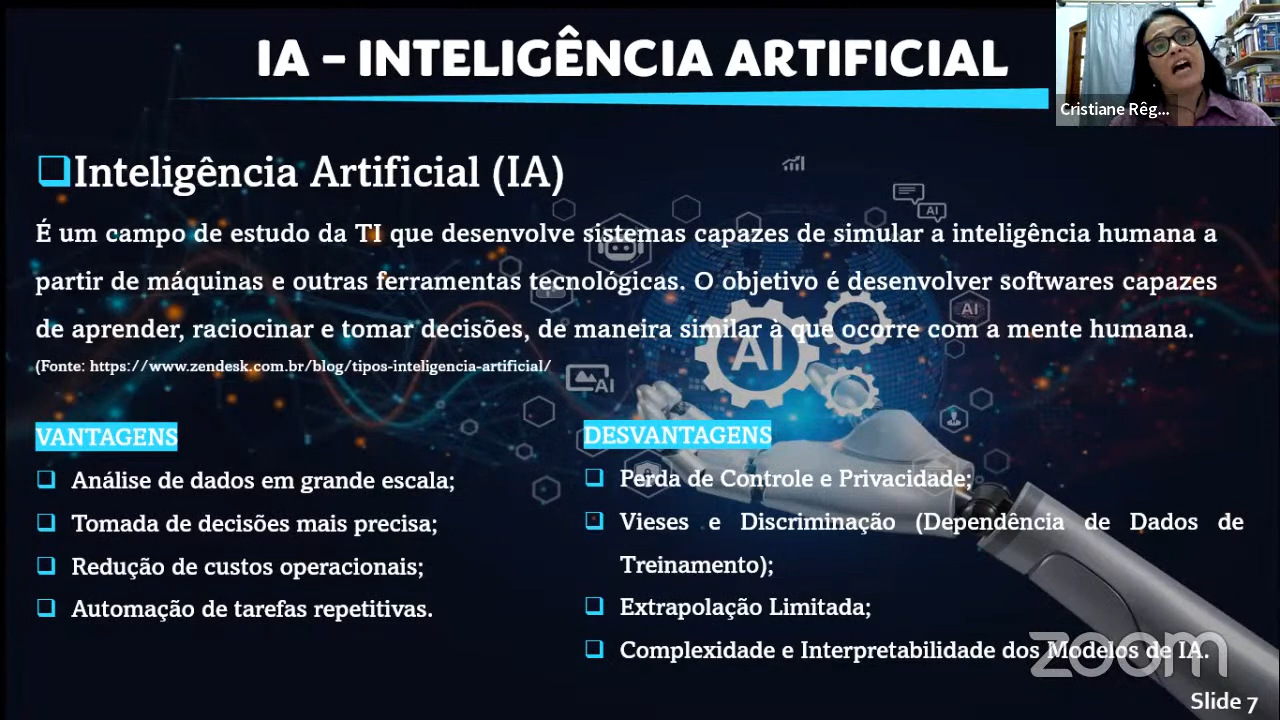 IA – INTELIGÊNCIA ARTIFICIAL
Cristiane Rêg...
Inteligência Artificial (IA)
É um campo de estudo da TI que desenvolve sistemas capazes de simular a inteligência humana a
partir de máquinas e outras ferramentas tecnológicas. O objetivo é desenvolver softwares capazes
de aprender, raciocinar e tomar decisões, de maneira similar à que ocorre com a mente humana.
(Fonte: https://www.zendesk.com.br/blog/tipos-inteligencia-artificial/
AI
AI
AI
AI
VANTAGENS
Análise de dados em grande escala;
Tomada de decisões mais precisa;
Redução de custos operacionais;
Automação de tarefas repetitivas.
DESVANTAGENS
Perda de Controle e Privacidade;
Vieses e Discriminação (Dependência de Dados de
Treinamento);
Extrapolação Limitada;
Complexidade e Interpretabilidade dos Modelos de IA.
zoom
Slide 7